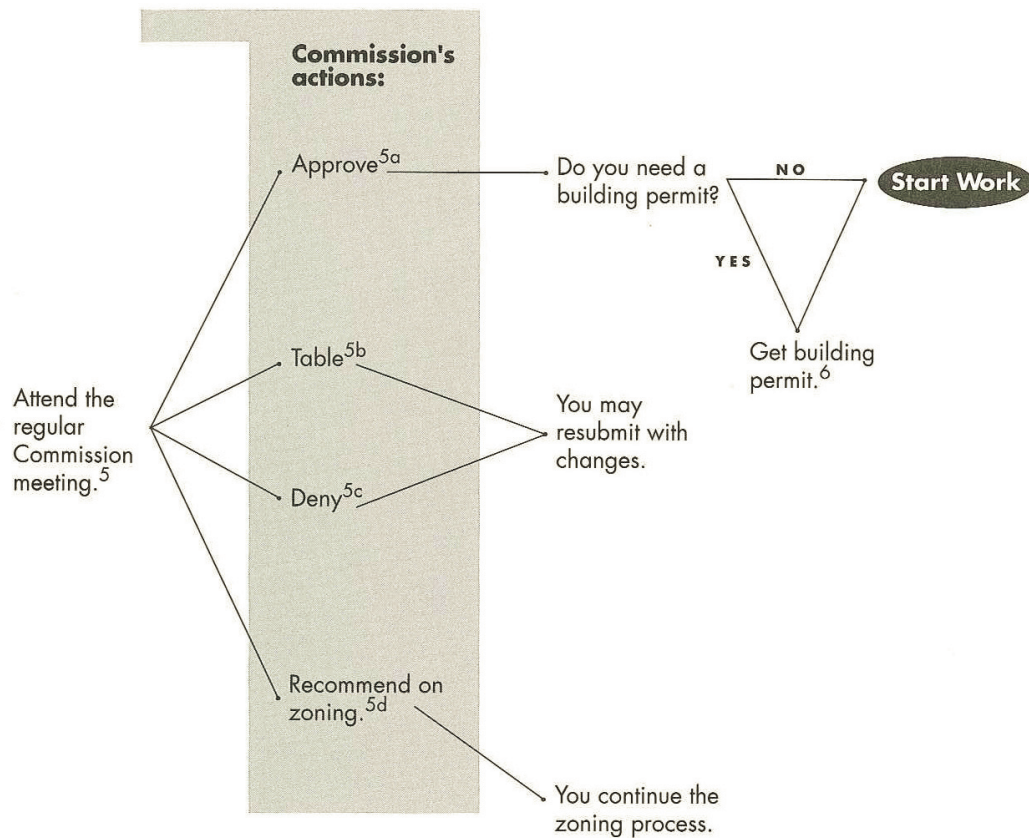 Commission's
actions:
Approve5a
Do you need a
building permit?
NO
Start Work
YES
Get building
permit.6
Table5b
Attend the
regular
Commission
meeting.5
You may
resubmit with
changes.
Deny5c
Recommend on
zoning.5d
You continue the
zoning process.